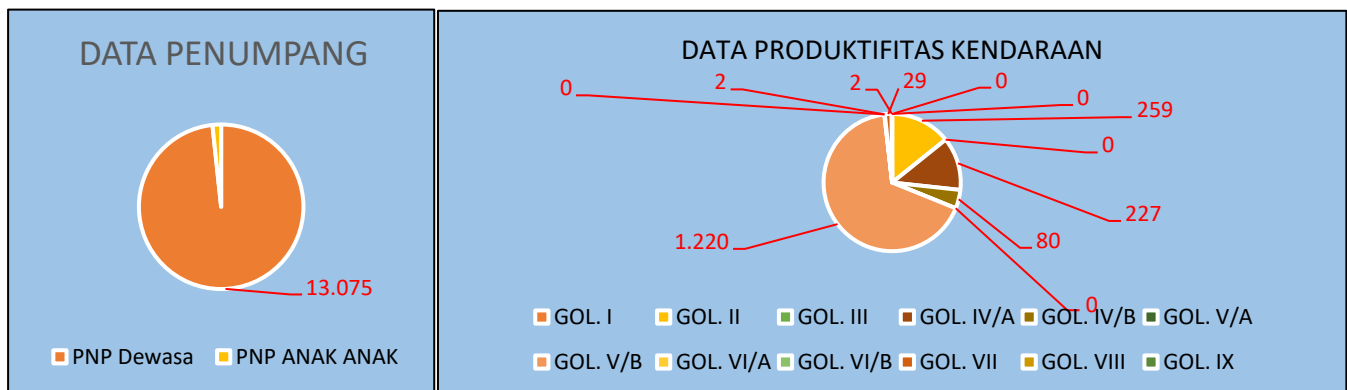 DATA PENUMPANG
13.075
PNP Dewasa PNP ANAK ANAK
DATA PRODUKTIFITAS KENDARAAN
0 2 2 29 0
0
259
0
227
80
1.220
0
GOL. I GOL. II GOL. III GOL. IV/A GOL. IV/B GOL. V/A
GOL. V/B GOL. VI/A GOL. VI/B GOL. VII GOL. VIII GOL. IX